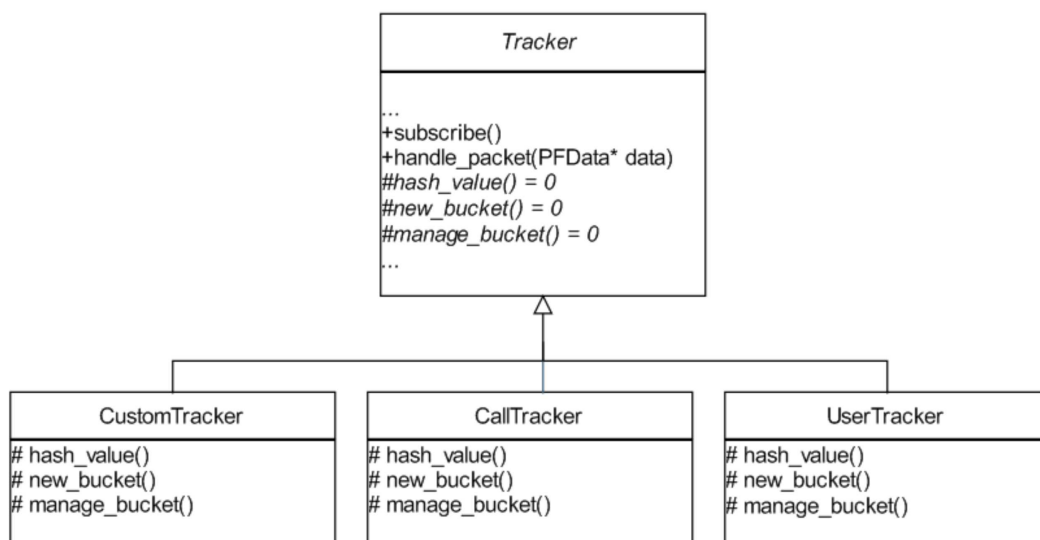 Tracker
...
+subscribe()
+handle_packet(PFData* data)
#hash_value() = 0
#new_bucket() = 0
#manage_bucket() = 0
...
CustomTracker
# hash_value()
# new_bucket()
# manage_bucket()
CallTracker
# hash_value()
# new_bucket()
# manage_bucket()
UserTracker
# hash_value()
# new_bucket()
# manage_bucket()